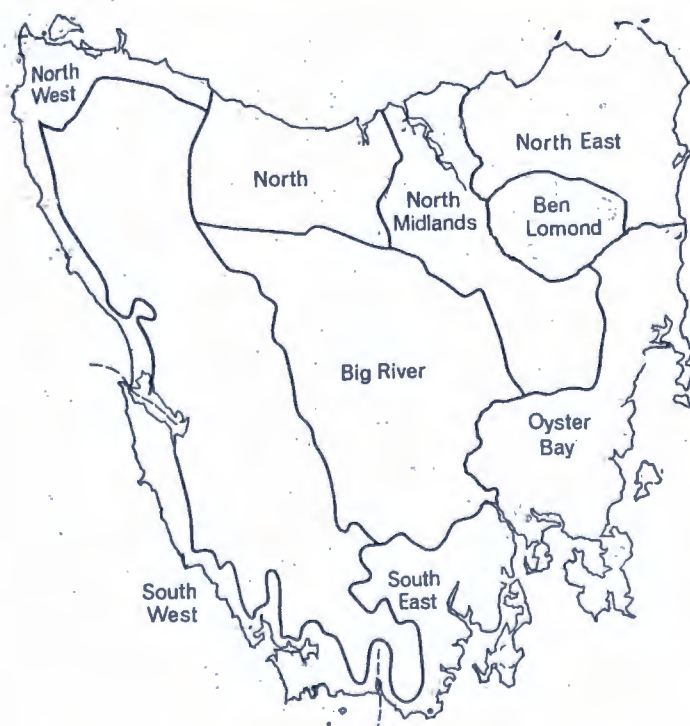 North
West
North East
North
North
Midlands
Ben
Lomond
Big River
Oyster
Bay
South
West
South
East